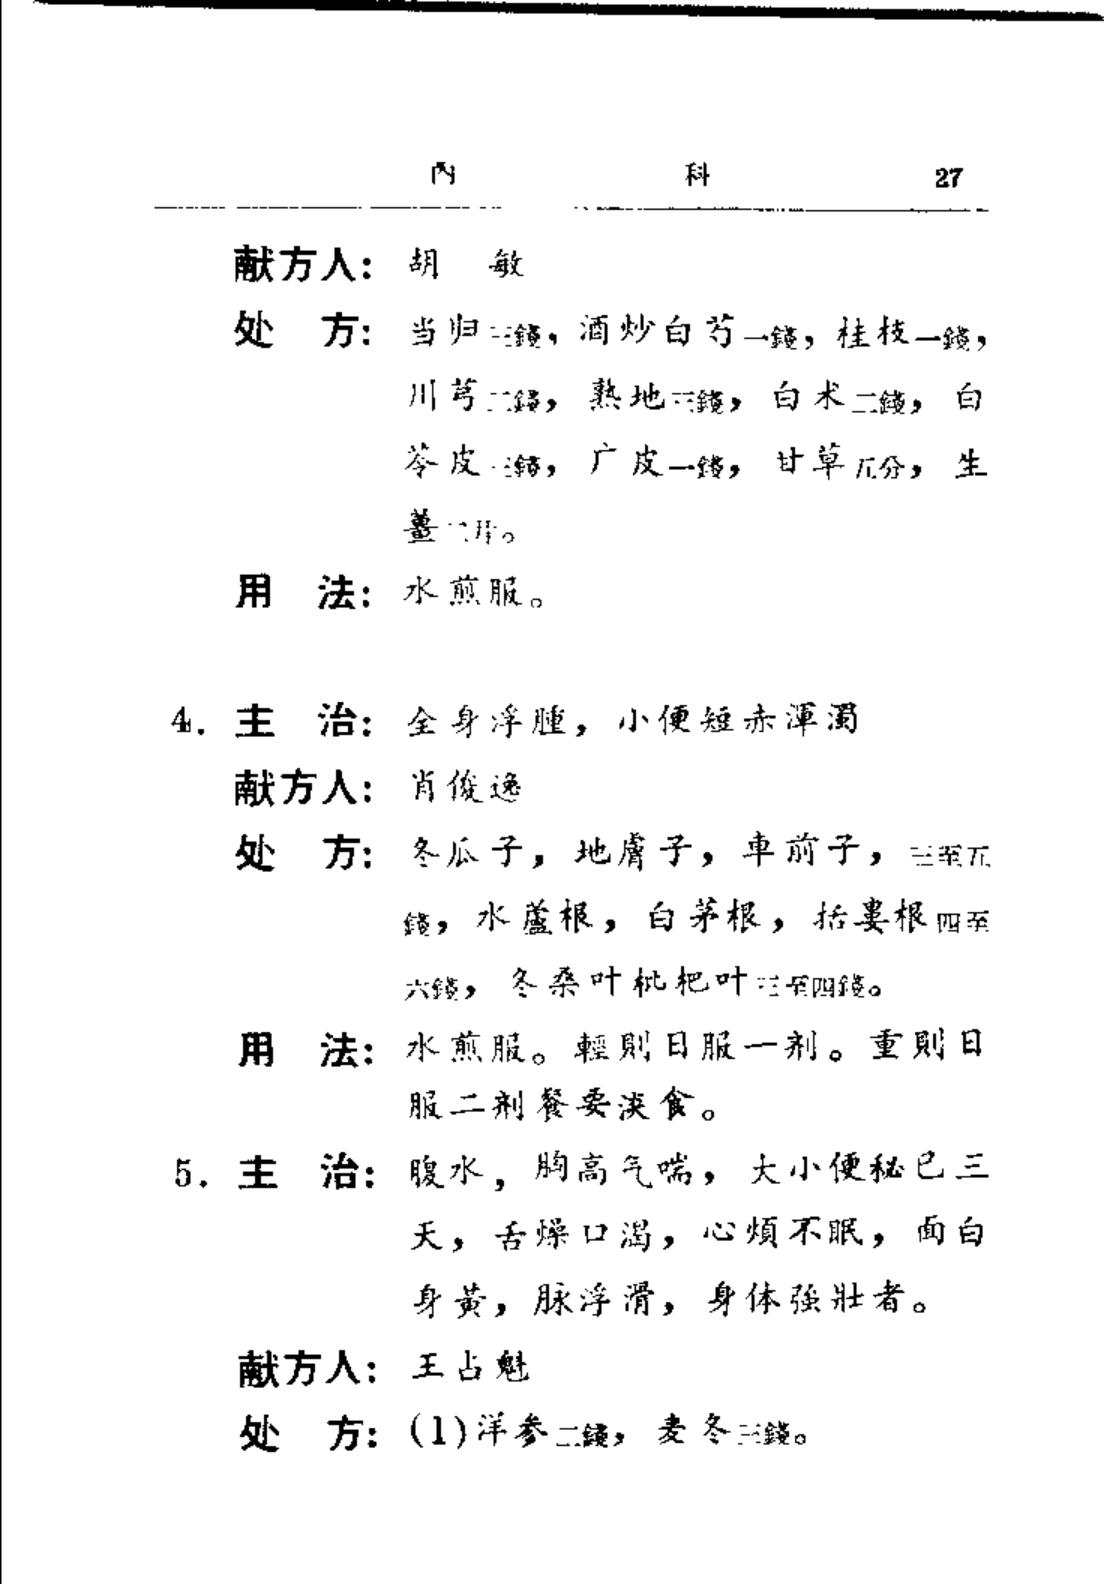 內 科 27
献方人： 胡 敏
处 方： 当归三錢，酒炒白芍一錢，桂枝一錢，
川芎二錢，熟地三錢，白术二錢，白
苓皮三錢，广皮一錢，甘草五分，生
薑二片。
用 法： 水煎服。
4. 主 治： 全身浮腫，小便短赤渾濁
献方人： 肖俊逸
处 方： 冬瓜子，地膚子，車前子，三至五
錢，水蘆根，白茅根，括蔞根四至
六錢，冬桑叶枇杷叶三至四錢。
用 法： 水煎服。輕則日服一剂。重則日
服二剂餐要淡食。
5. 主 治： 腹水，胸高气喘，大小便秘已三
天，舌燥口渴，心煩不眠，面白
身黃，脉浮滑，身体強壯者。
献方人： 王占魁
处 方： (1)洋参二錢，麦冬三錢。